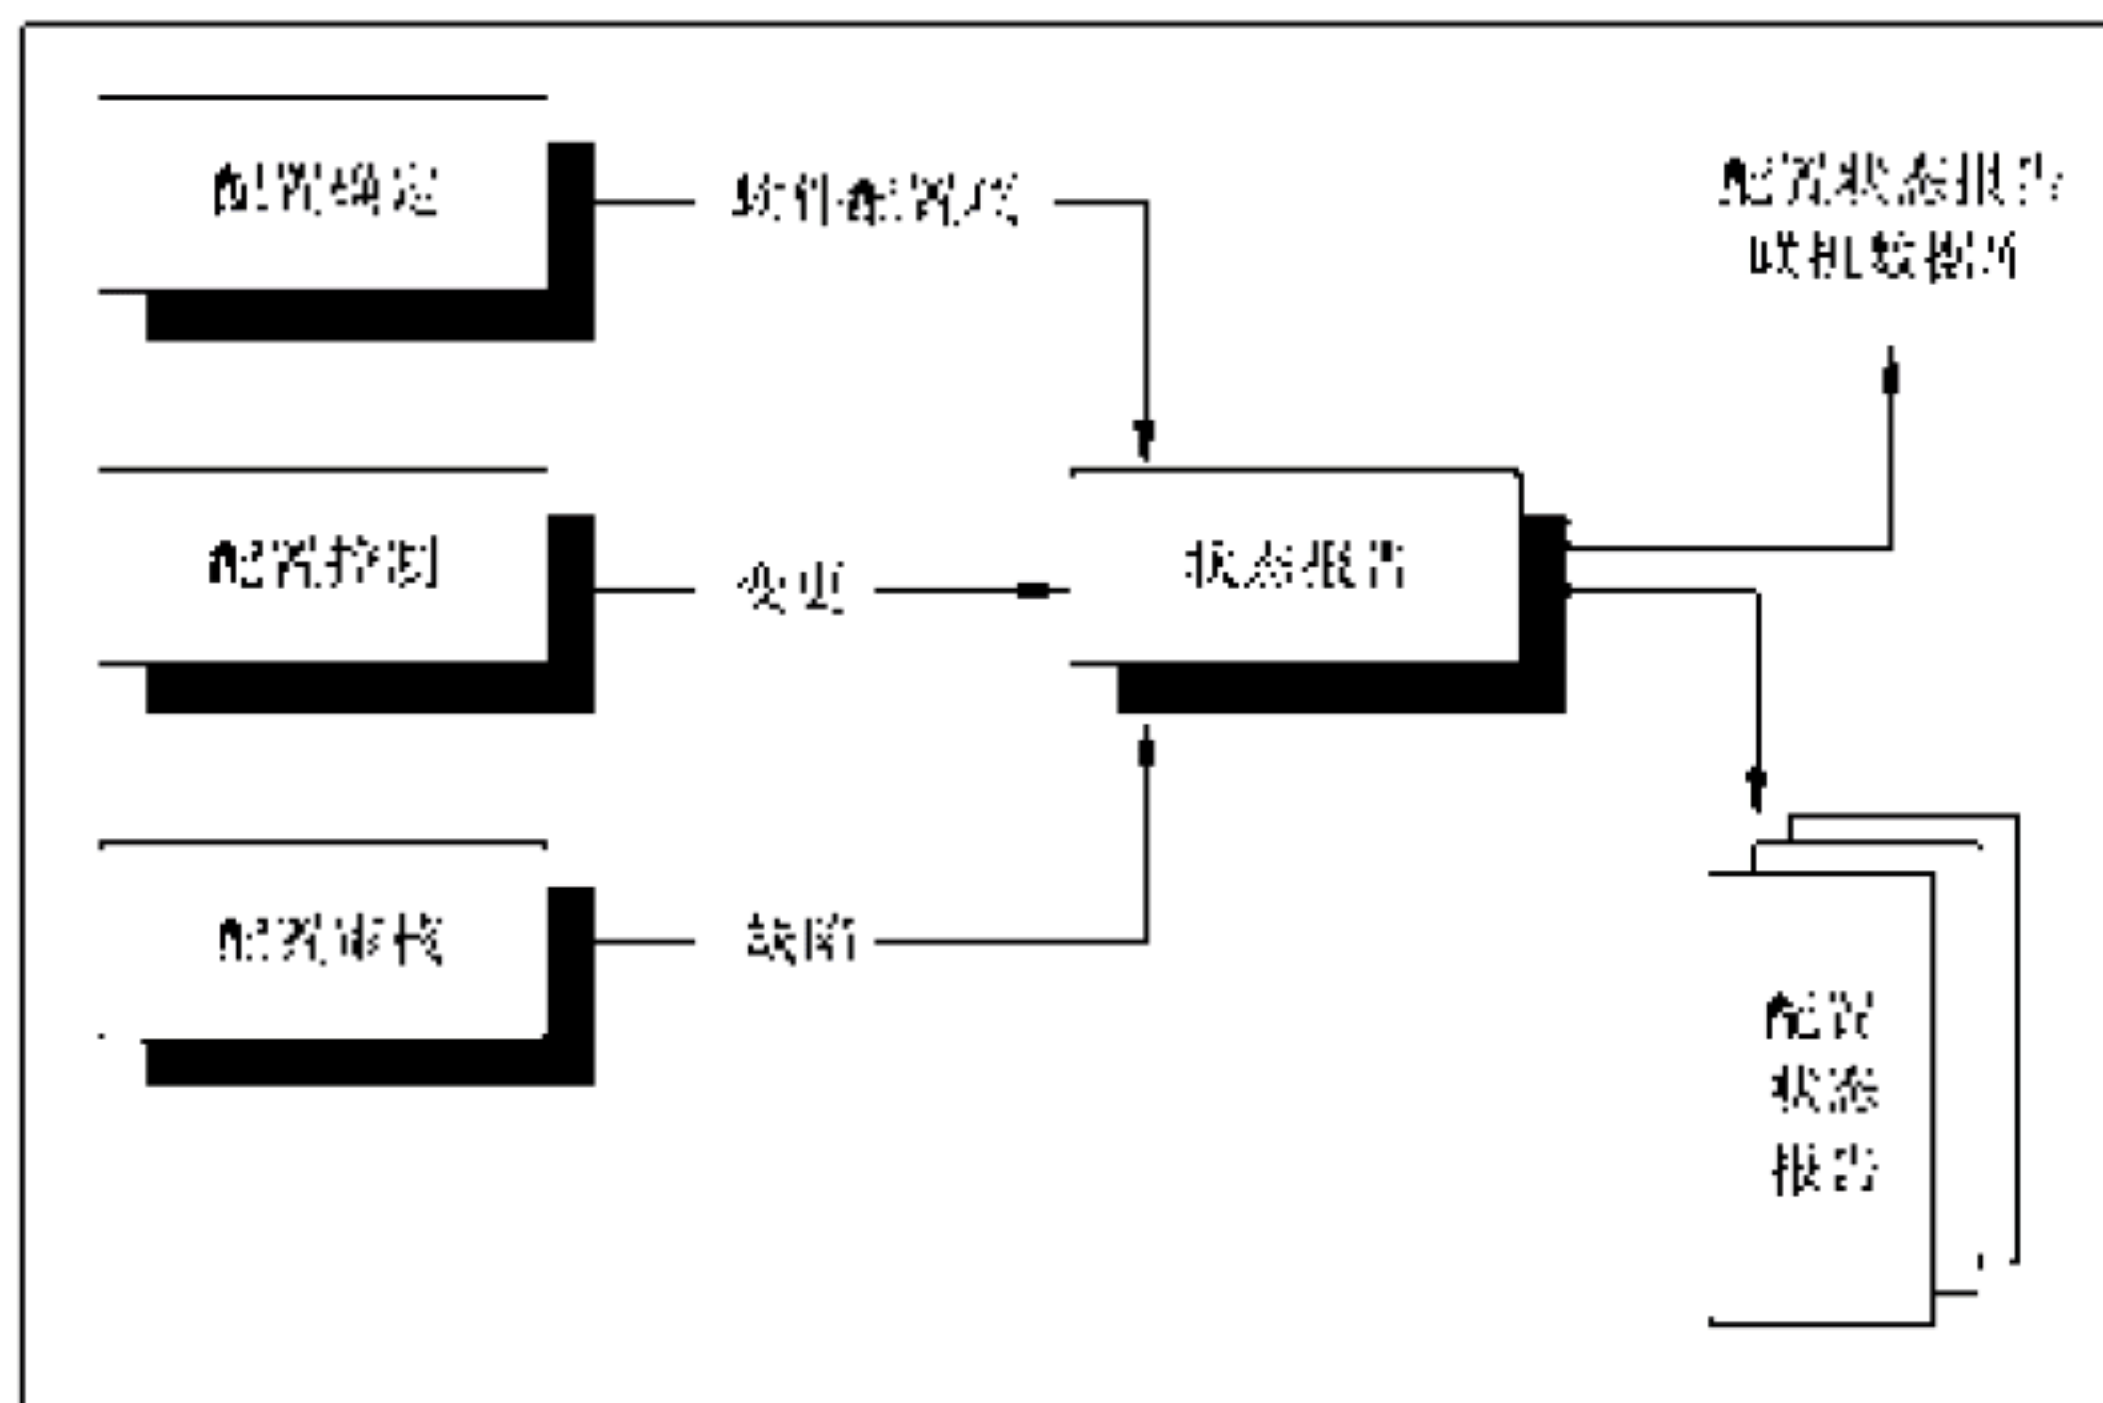 配置确定
软件配置项
配置状态报告
联机数据库
配置控制
变更
状态报告
配置审核
缺陷
配置
状态
报告